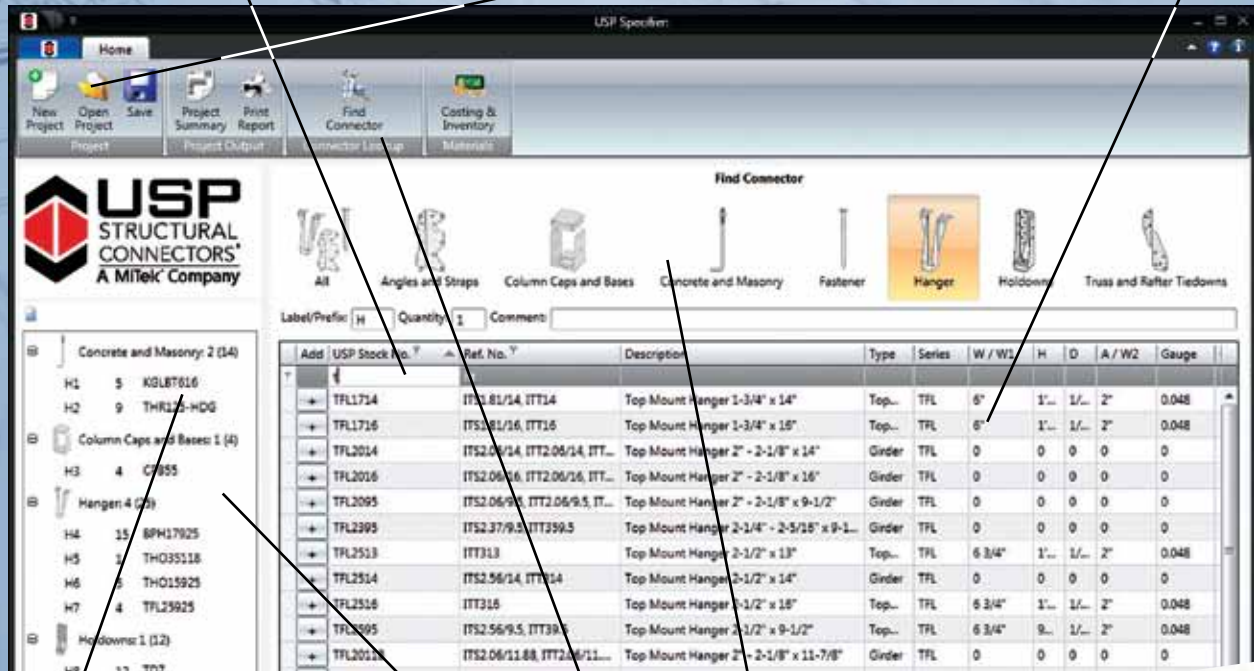 USP Specifier
Home
New Project
Open Project
Save
Project Summary
Print Report
Find Connector
Costing & Inventory
Project
Project Output
Connector Lookup
Materials
USP
STRUCTURAL
CONNECTORS
A MiTek Company
Find Connector
All
Angles and Straps
Column Caps and Bases
Concrete and Masonry
Fastener
Hanger
Holdowns
Truss and Rafter Tiedowns
Label/Prefix: H Quantity: 1 Comment:
Concrete and Masonry: 2 (14)
H1 5 KGLBT616
H2 9 THR125-HDG
Column Caps and Bases: 1 (4)
H3 4
Hanger: 4 (25)
H4 15 BPH17925
H5 1 THO35118
H6 THO15925
H7 4 TFL25925
Holdowns: 1 (12)
Add USP Stock No. Ref. No. Description Type Series W / W1 H D A / W2 Gauge
+ TFL1714 ITS1.81/14, ITT14 Top Mount Hanger 1-3/4" x 14" Top... TFL 6" 1'... 1/... 2" 0.048
+ TFL1716 ITS1.81/16, ITT16 Top Mount Hanger 1-3/4" x 16" Top... TFL 6" 1'... 1/... 2" 0.048
+ TFL2014 ITS2.06/14, ITT2.06/14, ITT... Top Mount Hanger 2" - 2-1/8" x 14" Girder TFL 0 0 0 0 0
+ TFL2016 ITS2.06/16, ITT2.06/16, ITT... Top Mount Hanger 2" - 2-1/8" x 16" Girder TFL 0 0 0 0 0
+ TFL2095 ITS2.06/9.5, ITT2.06/9.5, IT... Top Mount Hanger 2" - 2-1/8" x 9-1/2" Girder TFL 0 0 0 0 0
+ TFL2395 ITS2.37/9.5, ITT359.5 Top Mount Hanger 2-1/4" - 2-5/16" x 9-1... Girder TFL 0 0 0 0 0
+ TFL2513 ITT313 Top Mount Hanger 2-1/2" x 13" Top... TFL 6 3/4" 1'... 1/... 2" 0.048
+ TFL2514 ITS2.56/14, ITT314 Top Mount Hanger 2-1/2" x 14" Girder TFL 0 0 0 0 0
+ TFL2516 ITT316 Top Mount Hanger 2-1/2" x 16" Top... TFL 6 3/4" 1'... 1/... 2" 0.048
+ TFL2595 ITS2.56/9.5, ITT39.5 Top Mount Hanger 2-1/2" x 9-1/2" Top... TFL 6 3/4" 9... 1/... 2" 0.048
+ TFL20118 ITS2.06/11.88, ITT2.06/11... Top Mount Hanger 2" - 2-1/8" x 11-7/8" Girder TFL 0 0 0 0 0